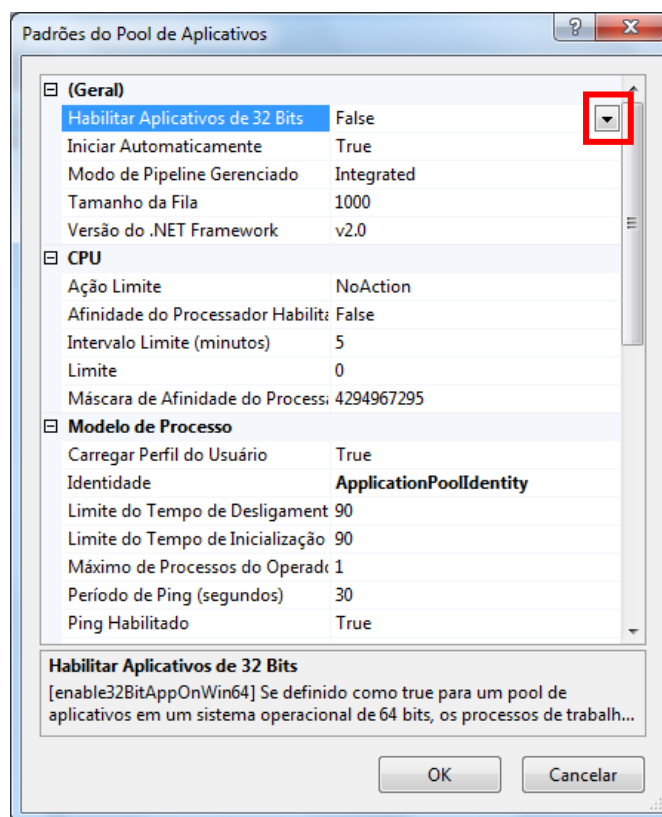 Padrões do Pool de Aplicativos
(Geral)
Habilitar Aplicativos de 32 Bits False
Iniciar Automaticamente True
Modo de Pipeline Gerenciado Integrated
Tamanho da Fila 1000
Versão do .NET Framework v2.0
CPU
Ação Limite NoAction
Afinidade do Processador Habilita False
Intervalo Limite (minutos) 5
Limite 0
Máscara de Afinidade do Processa 4294967295
Modelo de Processo
Carregar Perfil do Usuário True
Identidade ApplicationPoolIdentity
Limite do Tempo de Desligament 90
Limite do Tempo de Inicialização 90
Máximo de Processos do Operado 1
Período de Ping (segundos) 30
Ping Habilitado True
Habilitar Aplicativos de 32 Bits
[enable32BitAppOnWin64] Se definido como true para um pool de
aplicativos em um sistema operacional de 64 bits, os processos de trabalh...
OK Cancelar